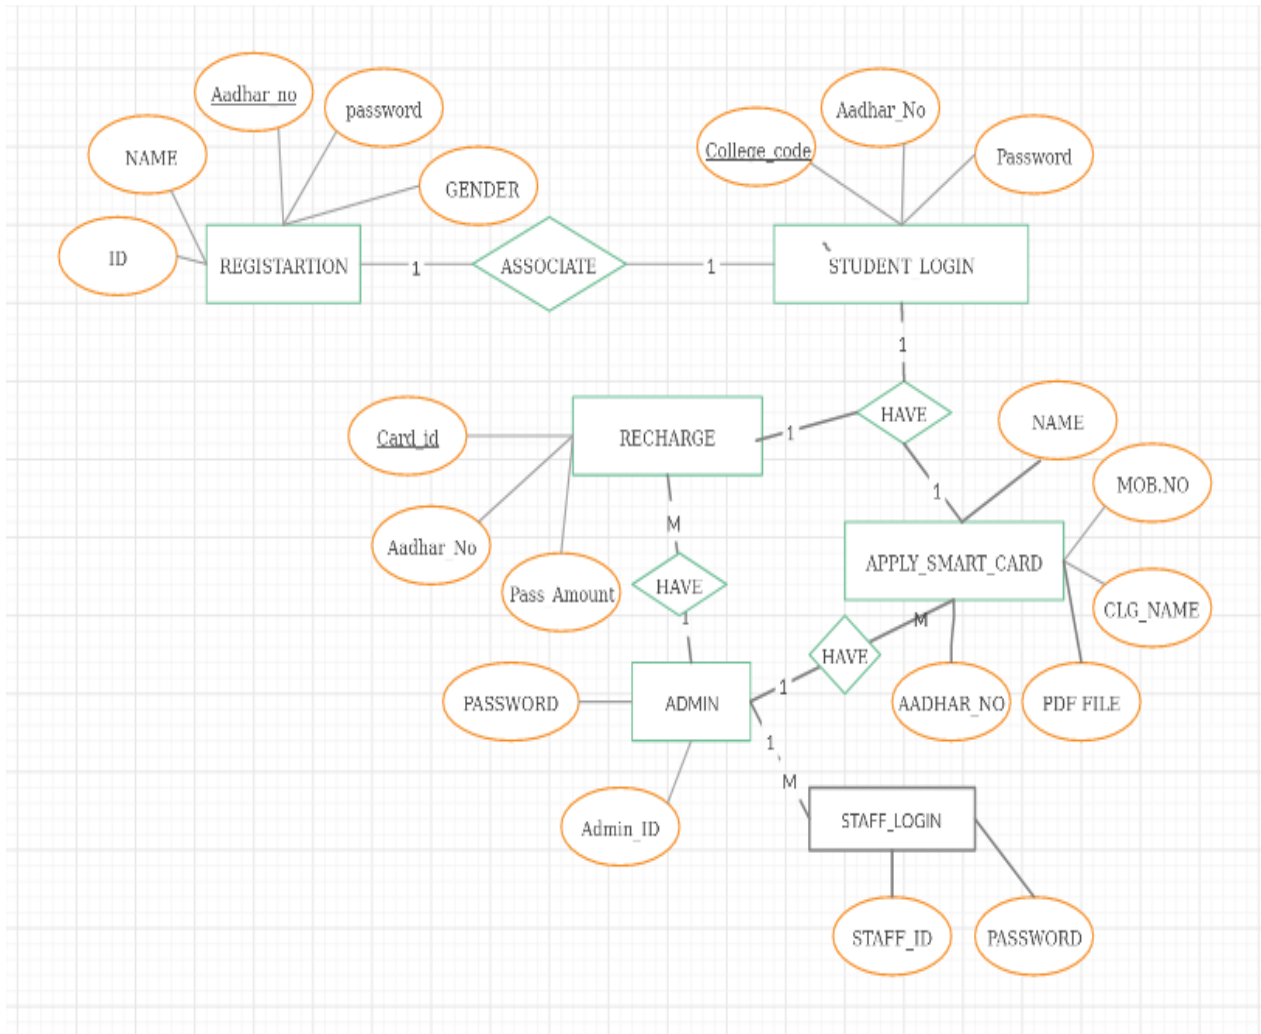 Aadhar_no
password
Aadhar_No
College_code
Password
NAME
GENDER
ID
REGISTARTION
1
ASSOCIATE
1
STUDENT LOGIN
1
HAVE
NAME
1
RECHARGE
Card_id
1
MOB.NO
M
Aadhar_No
APPLY_SMART_CARD
HAVE
Pass Amount
CLG_NAME
1
M
HAVE
1
PASSWORD
ADMIN
AADHAR_NO
PDF FILE
1
M
Admin_ID
STAFF_LOGIN
STAFF_ID
PASSWORD